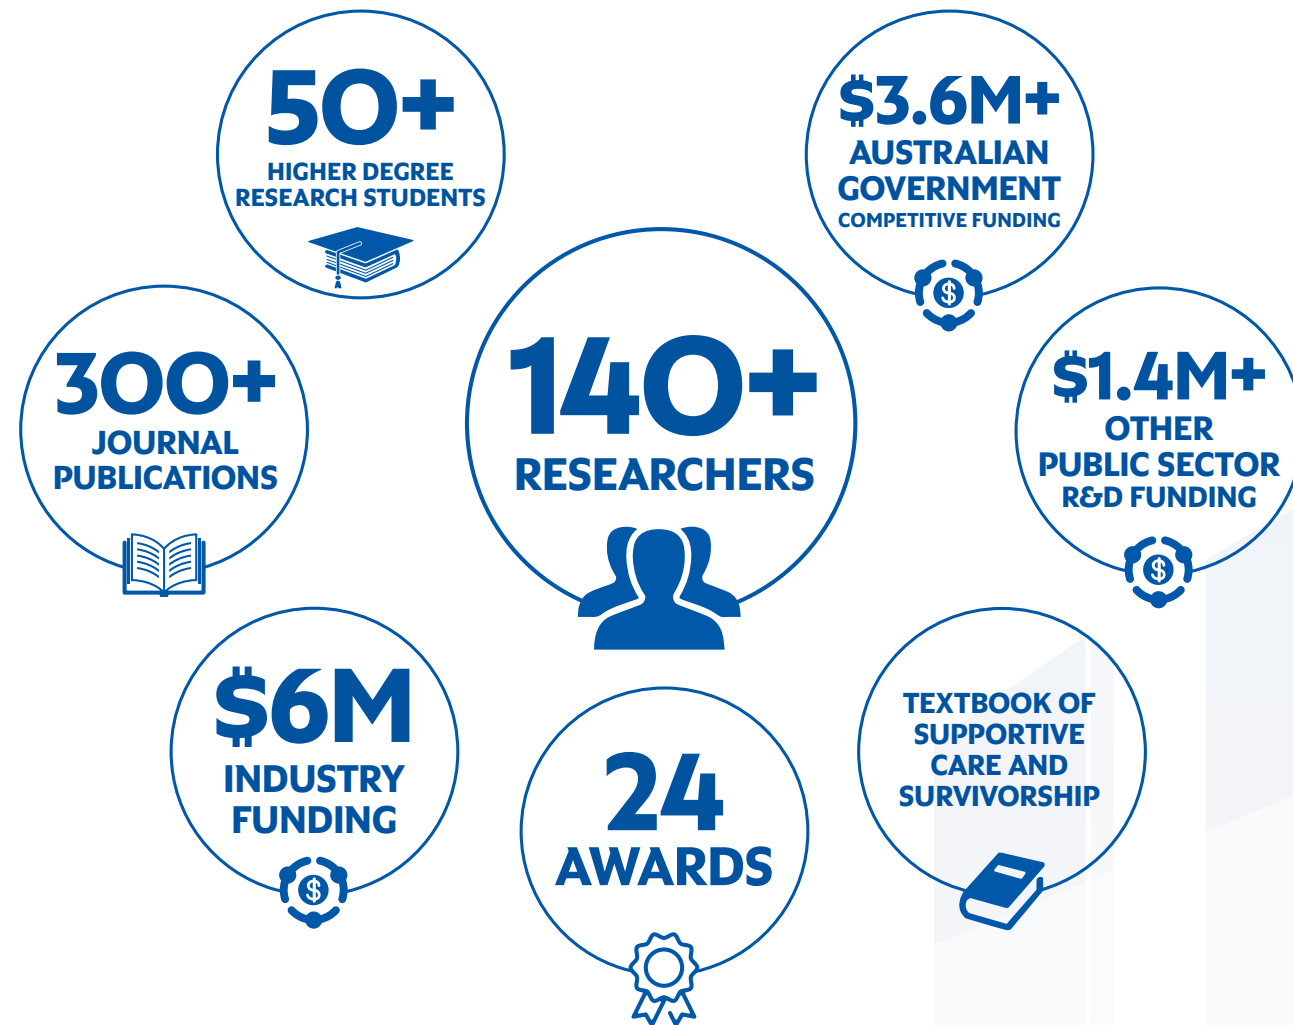 50+
HIGHER DEGREE
RESEARCH STUDENTS
$3.6M+
AUSTRALIAN
GOVERNMENT
COMPETITIVE FUNDING
300+
JOURNAL
PUBLICATIONS
140+
RESEARCHERS
$1.4M+
OTHER
PUBLIC SECTOR
R&D FUNDING
$6M
INDUSTRY
FUNDING
24
AWARDS
TEXTBOOK OF
SUPPORTIVE
CARE AND
SURVIVORSHIP